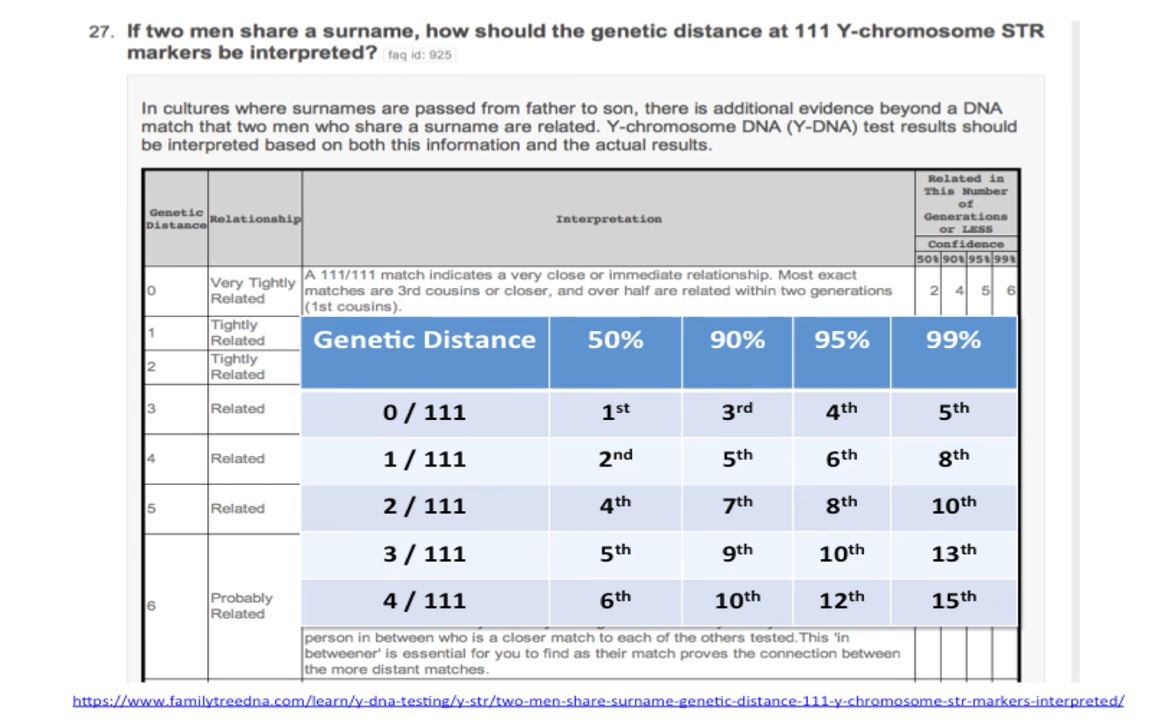 27. If two men share a surname, how should the genetic distance at 111 Y-chromosome STR
markers be interpreted? faq id: 925
In cultures where surnames are passed from father to son, there is additional evidence beyond a DNA
match that two men who share a surname are related. Y-chromosome DNA (Y-DNA) test results should
be interpreted based on both this information and the actual results.
Genetic Distance
Relationship
Interpretation
Related in
This Number
of
Generations
or LESS
Confidence
50% 90% 95% 99%
0 Very Tightly Related
A 111/111 match indicates a very close or immediate relationship. Most exact
matches are 3rd cousins or closer, and over half are related within two generations
(1st cousins).
2 4 5 6
1 Tightly Related
2 Tightly Related
3 Related
4 Related
5 Related
6 Probably Related
Genetic Distance 50% 90% 95% 99%
0 / 111 1st 3rd 4th 5th
1 / 111 2nd 5th 6th 8th
2 / 111 4th 7th 8th 10th
3 / 111 5th 9th 10th 13th
4 / 111 6th 10th 12th 15th
person in between who is a closer match to each of the others tested.This 'in
betweener' is essential for you to find as their match proves the connection between
the more distant matches.
https://www.familytreedna.com/learn/y-dna-testing/y-str/two-men-share-surname-genetic-distance-111-y-chromosome-str-markers-interpreted/